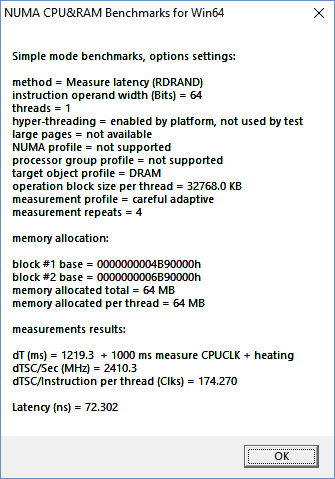 NUMA CPU&RAM Benchmarks for Win64
Simple mode benchmarks, options settings:
method = Measure latency (RDRAND)
instruction operand width (Bits) = 64
threads = 1
hyper-threading = enabled by platform, not used by test
large pages = not available
NUMA profile = not supported
processor group profile = not supported
target object profile = DRAM
operation block size per thread = 32768.0 KB
measurement profile = careful adaptive
measurement repeats = 4
memory allocation:
block #1 base = 0000000004B90000h
block #2 base = 0000000006B90000h
memory allocated total = 64 MB
memory allocated per thread = 64 MB
measurements results:
dT (ms) = 1219.3  + 1000 ms measure CPUCLK + heating
dTSC/Sec (MHz) = 2410.3
dTSC/Instruction per thread (Clks) = 174.270
Latency (ns) = 72.302
OK